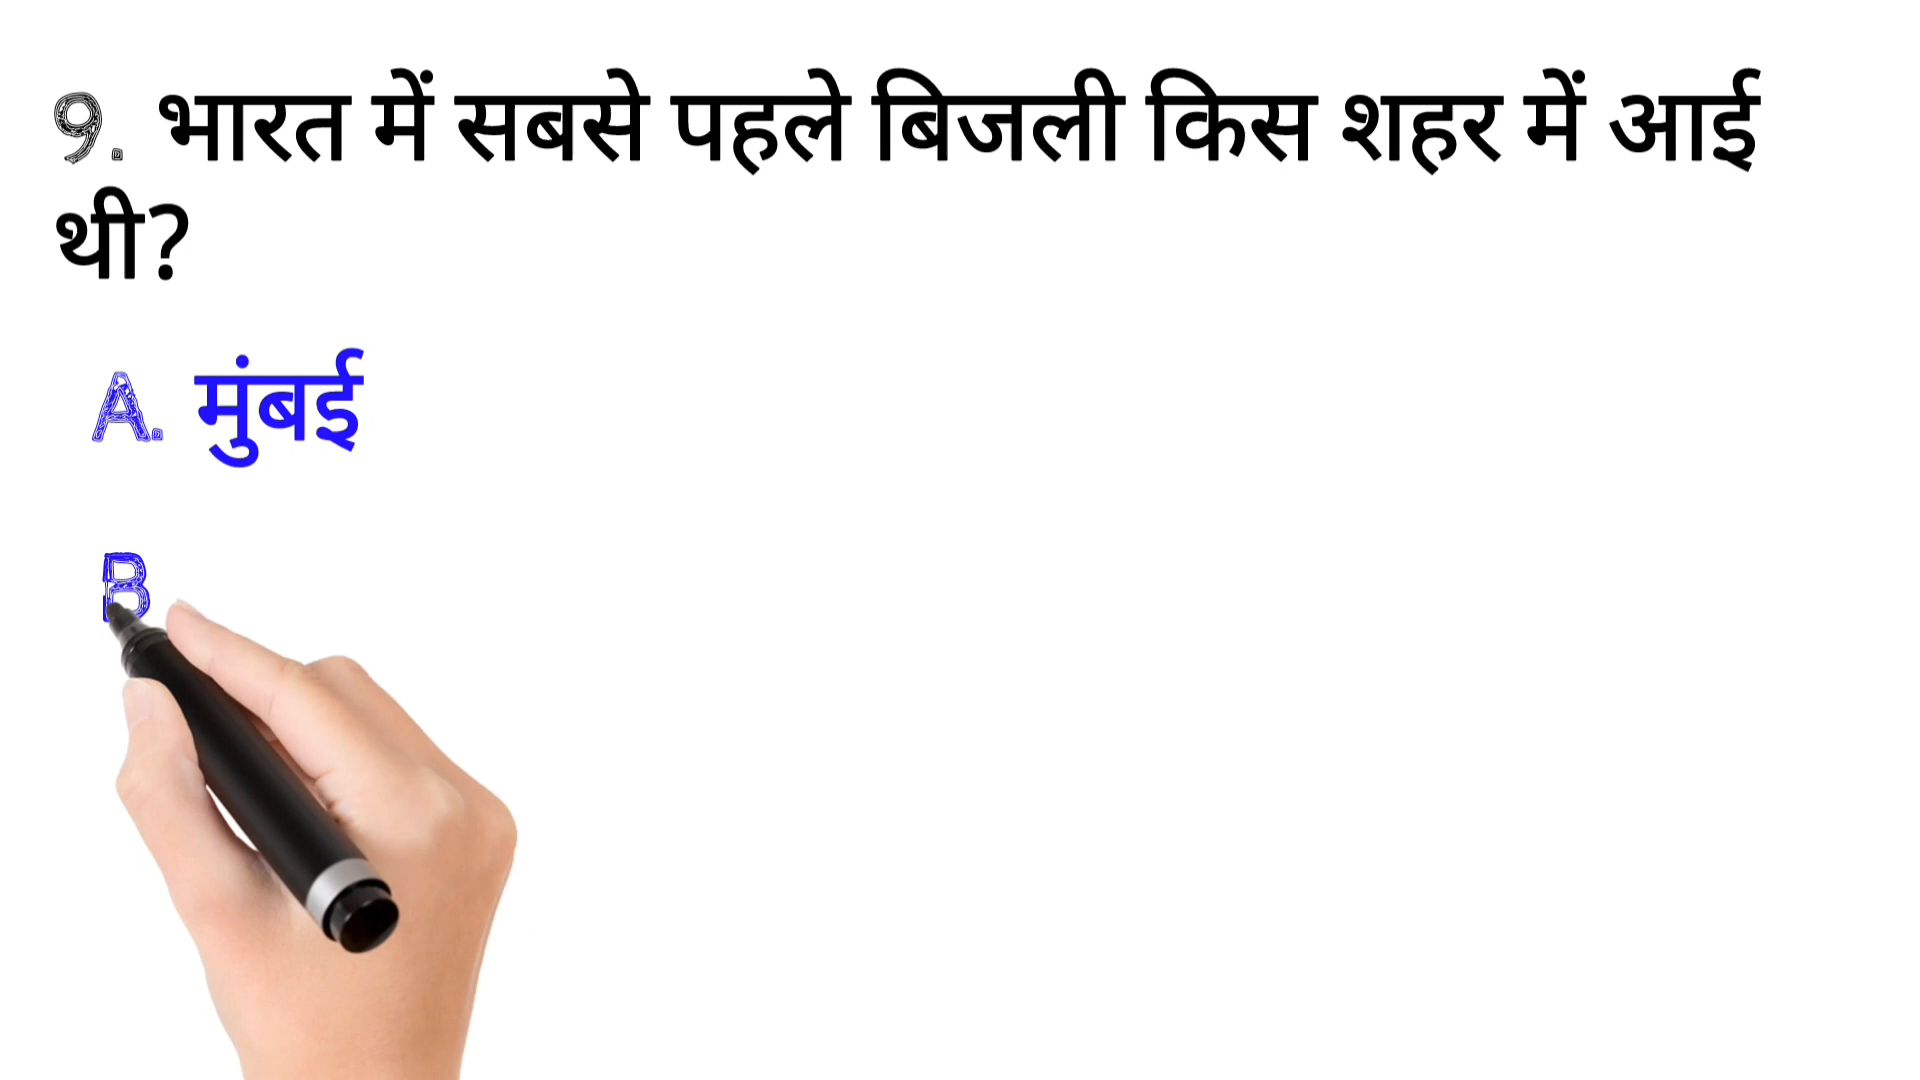 9. भारत में सबसे पहले बिजली किस शहर में आई
थी?
A. मुंबई
B